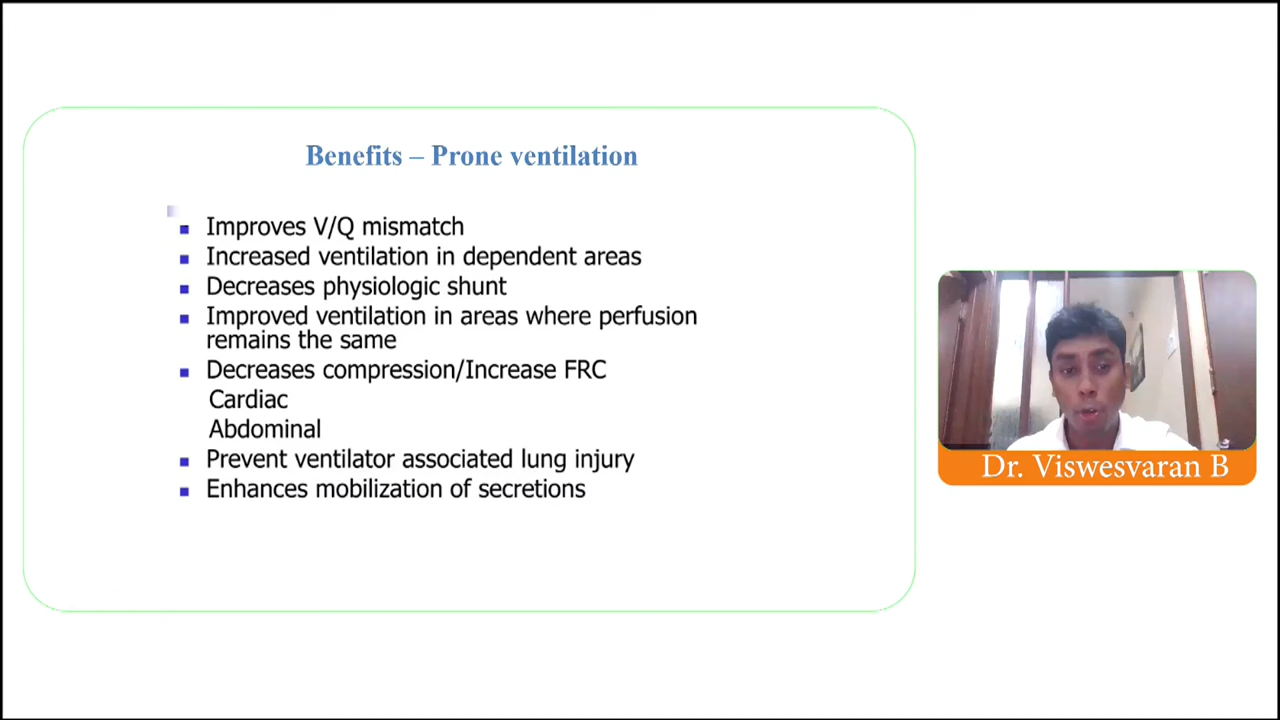 Benefits – Prone ventilation
Improves V/Q mismatch
Increased ventilation in dependent areas
Decreases physiologic shunt
Improved ventilation in areas where perfusion
remains the same
Decreases compression/Increase FRC
Cardiac
Abdominal
Prevent ventilator associated lung injury
Enhances mobilization of secretions
Dr. Viswesvaran B